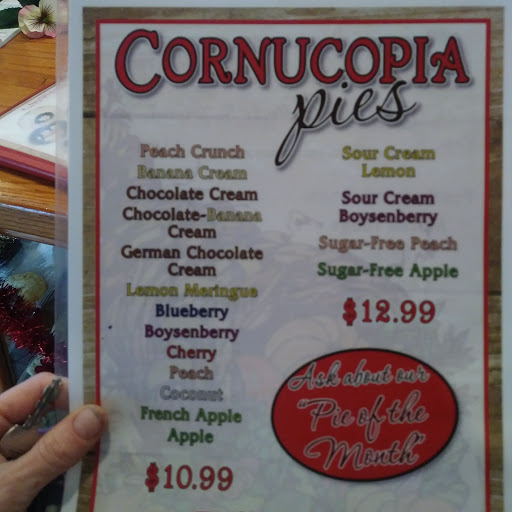 CORNUCOPIA
pies
Peach Crunch
Banana Cream
Chocolate Cream
Chocolate-Banana
Cream
German Chocolate
Cream
Lemon Meringue
Blueberry
Boysenberry
Cherry
Peach
Coconut
French Apple
Apple
$10.99
Sour Cream
Lemon
Sour Cream
Boysenberry
Sugar-Free Peach
Sugar-Free Apple
$12.99
Ask about our
"Pie of the
Month"